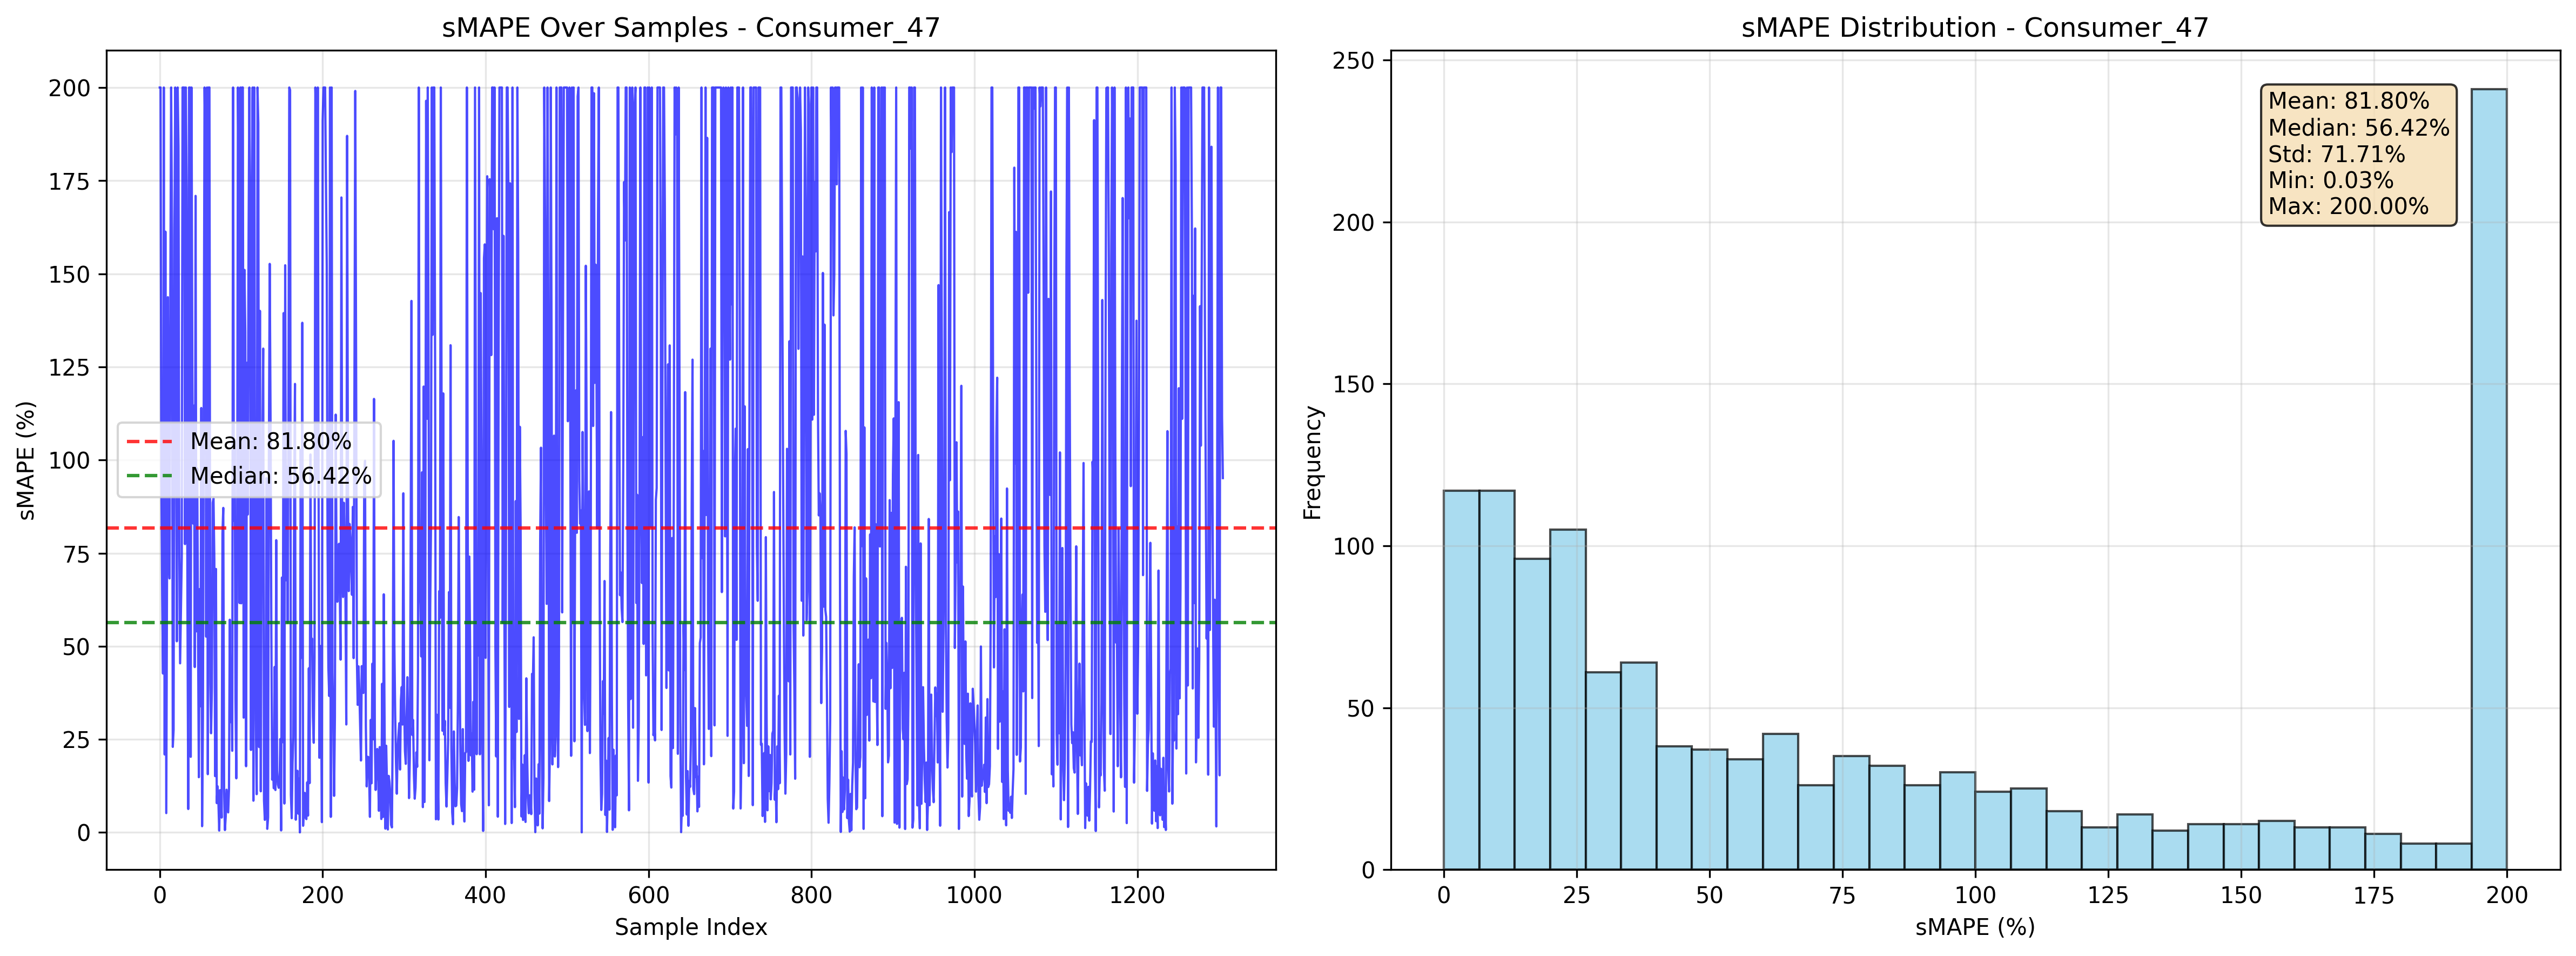 sMAPE Over Samples - Consumer_47
sMAPE (%)
200
175
150
125
100
75
50
25
0
Mean: 81.80%
Median: 56.42%
0
200
400
600
800
1000
1200
Sample Index
sMAPE Distribution - Consumer_47
Frequency
250
200
150
100
50
0
Mean: 81.80%
Median: 56.42%
Std: 71.71%
Min: 0.03%
Max: 200.00%
0
25
50
75
100
125
150
175
200
sMAPE (%)